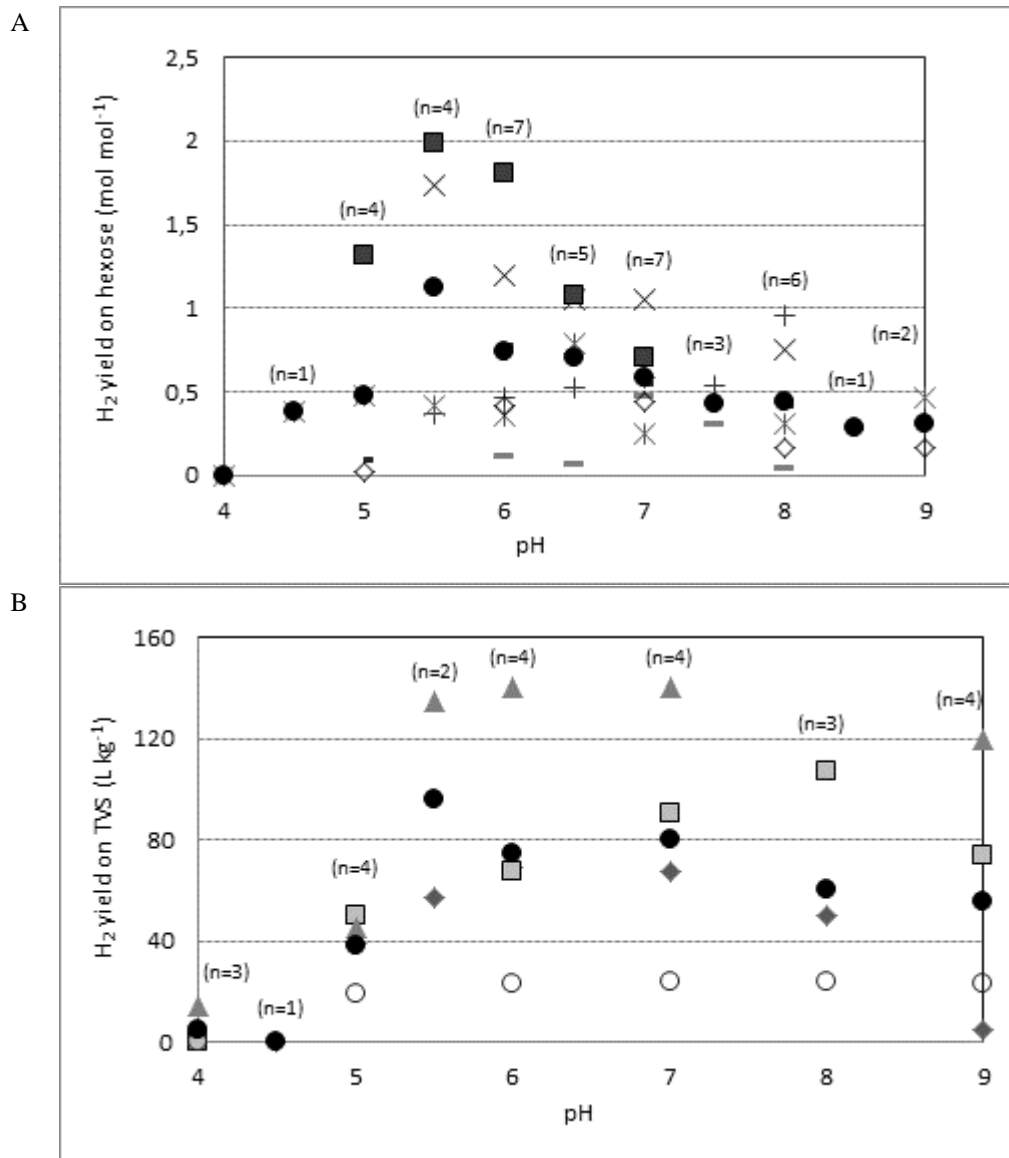 A
H₂ yield on hexose (mol mol⁻¹)
2,5
2
1,5
1
0,5
0
(n=4)
(n=7)
(n=4)
(n=5)
(n=7)
(n=6)
(n=3)
(n=2)
(n=1)
(n=1)
4 5 6 7 8 9
pH
B
H₂ yield on TVS (L kg⁻¹)
160
120
80
40
0
(n=2)
(n=4)
(n=4)
(n=4)
(n=3)
(n=4)
(n=3)
(n=1)
4 5 6 7 8 9
pH